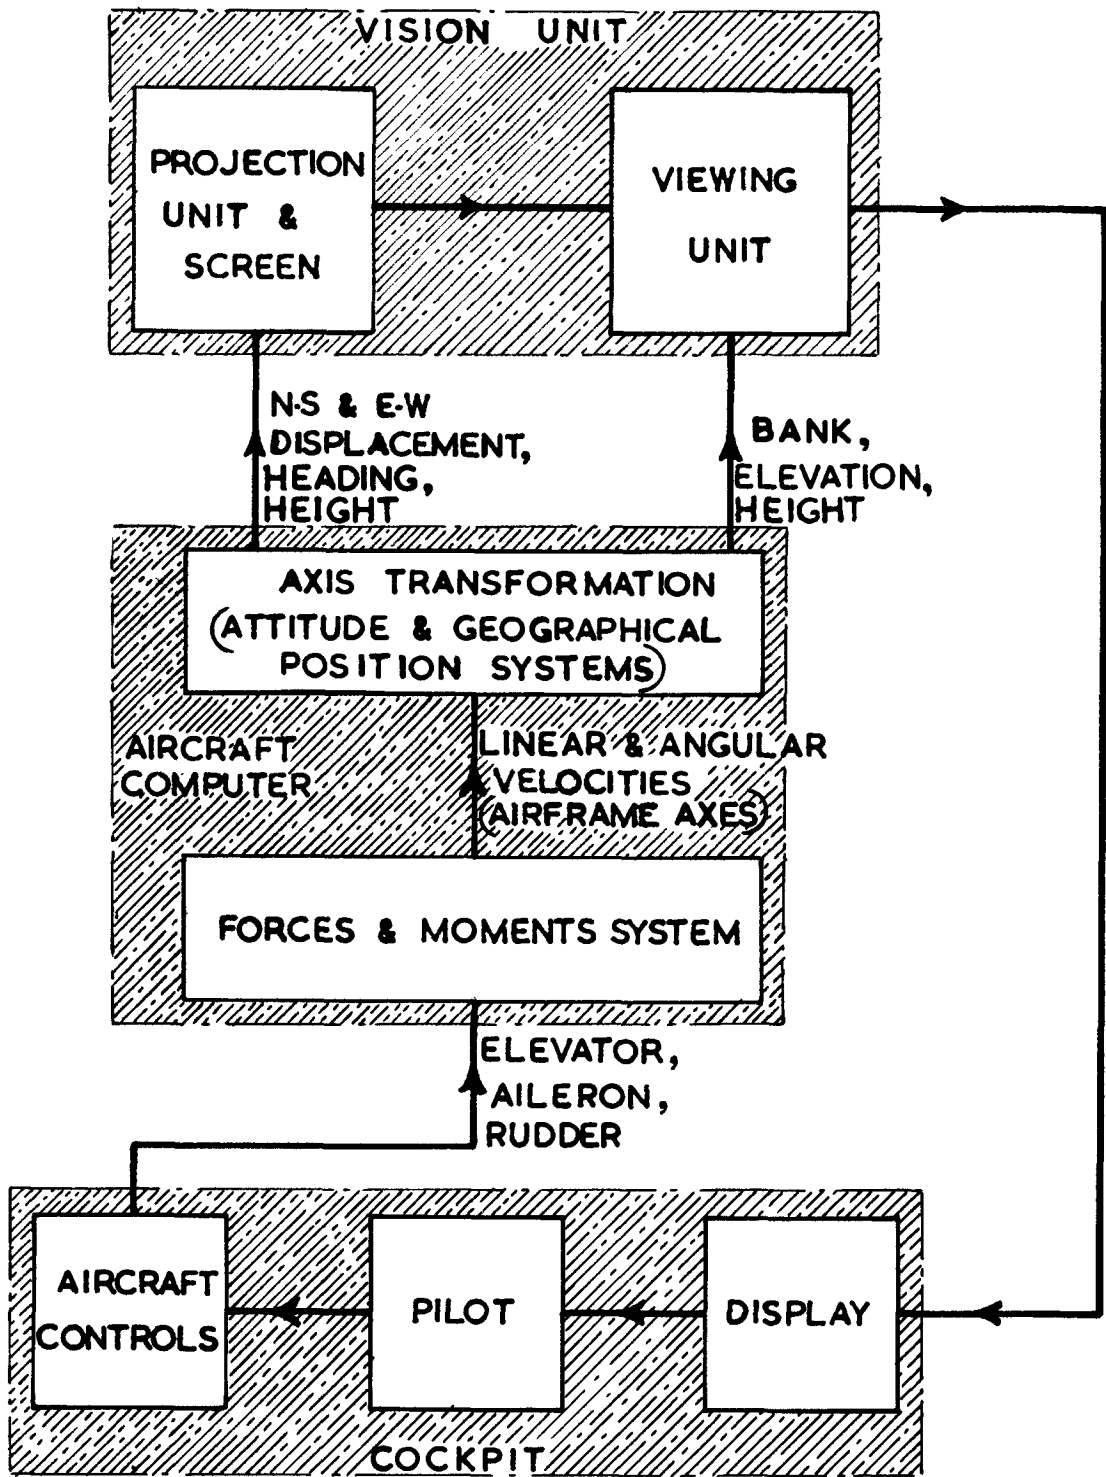 VISION UNIT
PROJECTION
UNIT &
SCREEN
VIEWING
UNIT
N-S & E-W
DISPLACEMENT,
HEADING,
HEIGHT
BANK,
ELEVATION,
HEIGHT
AXIS TRANSFORMATION
(ATTITUDE & GEOGRAPHICAL
POSITION SYSTEMS)
AIRCRAFT
COMPUTER
LINEAR & ANGULAR
VELOCITIES
(AIRFRAME AXES)
FORCES & MOMENTS SYSTEM
ELEVATOR,
AILERON,
RUDDER
AIRCRAFT
CONTROLS
PILOT
DISPLAY
COCKPIT